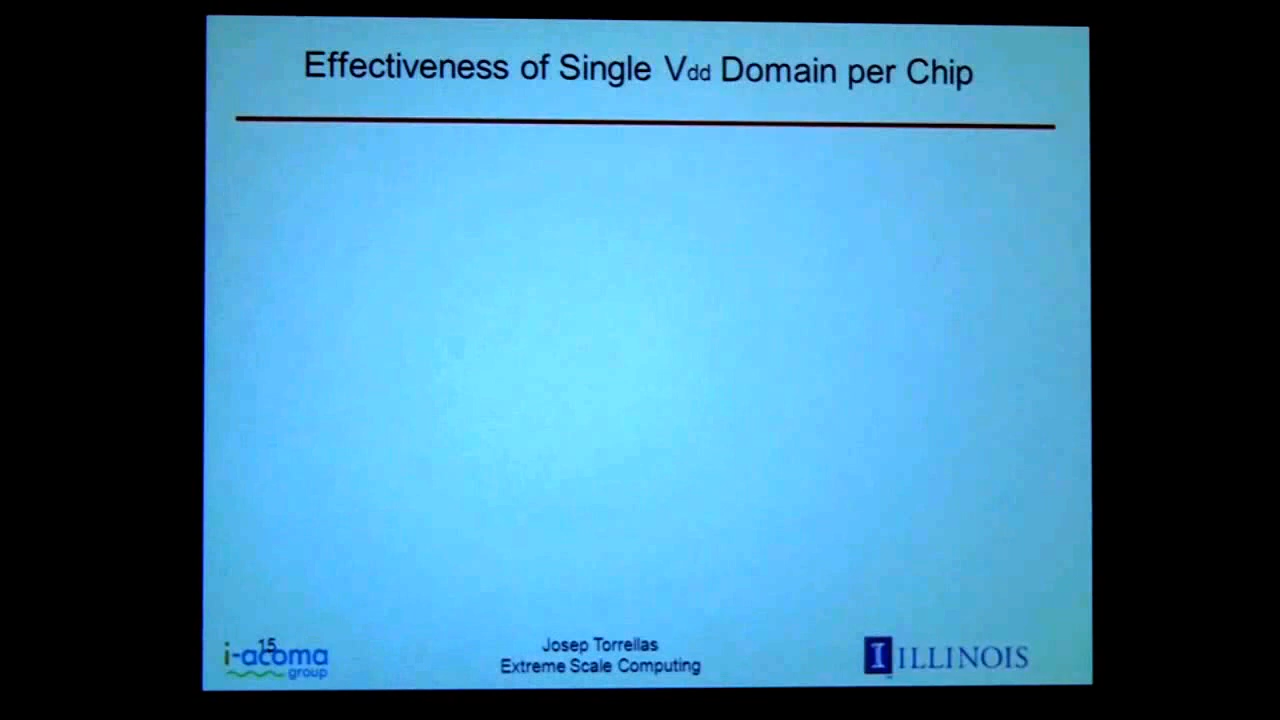 Effectiveness of Single Vdd Domain per Chip
15
i-acoma
group
Josep Torrellas
Extreme Scale Computing
I ILLINOIS